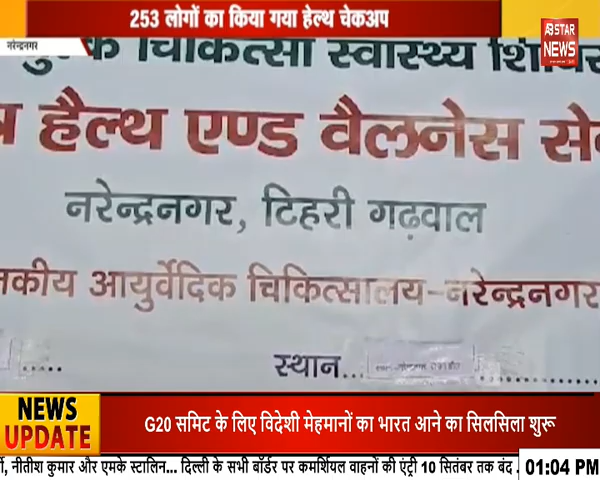 253 लोगों का किया गया हेल्थ चेकअप
नरेन्द्रनगर
STAR
NEWS
चिकित्सा स्वास्थ्य
हैल्थ एण्ड वैलनेस
नरेन्द्रनगर, टिहरी गढ़वाल
आयुर्वेदिक चिकित्सालय-नरेन्द्रनगर
स्थान...
NEWS
UPDATE
G20 समिट के लिए विदेशी मेहमानों का भारत आने का सिलसिला शुरू
नीतीश कुमार और एमके स्टालिन... दिल्ली के सभी बॉर्डर पर कमर्शियल वाहनों की एंट्री 10 सितंबर तक बंद
01:04 PM